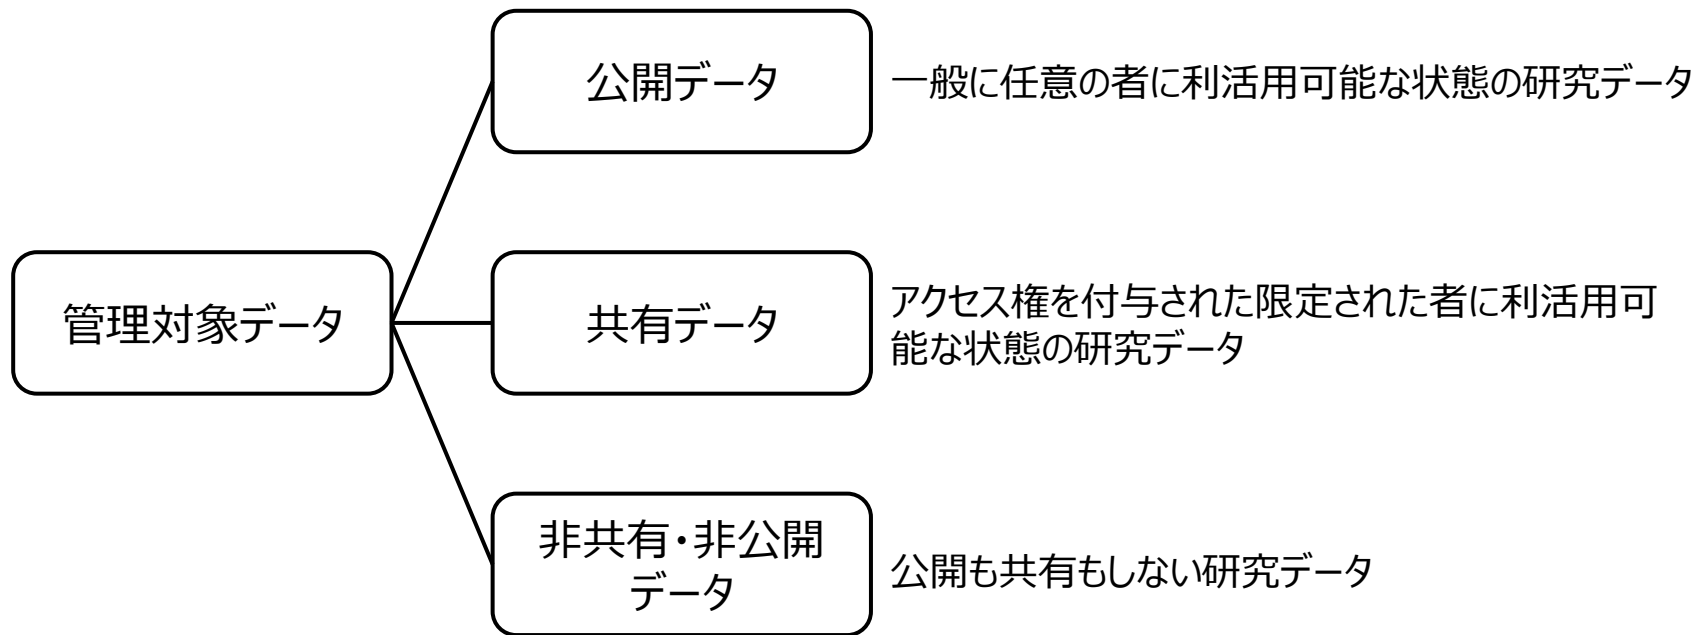 公開データ
一般に任意の者に利活用可能な状態の研究データ
管理対象データ
共有データ
アクセス権を付与された限定された者に利活用可
能な状態の研究データ
非共有・非公開
データ
公開も共有もしない研究データ